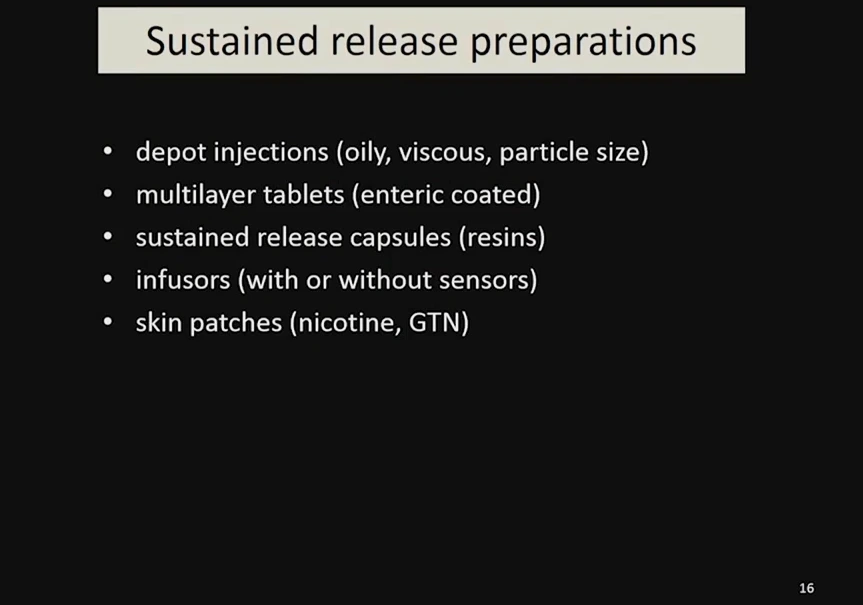 Sustained release preparations
• depot injections (oily, viscous, particle size)
• multilayer tablets (enteric coated)
• sustained release capsules (resins)
• infusors (with or without sensors)
• skin patches (nicotine, GTN)
16